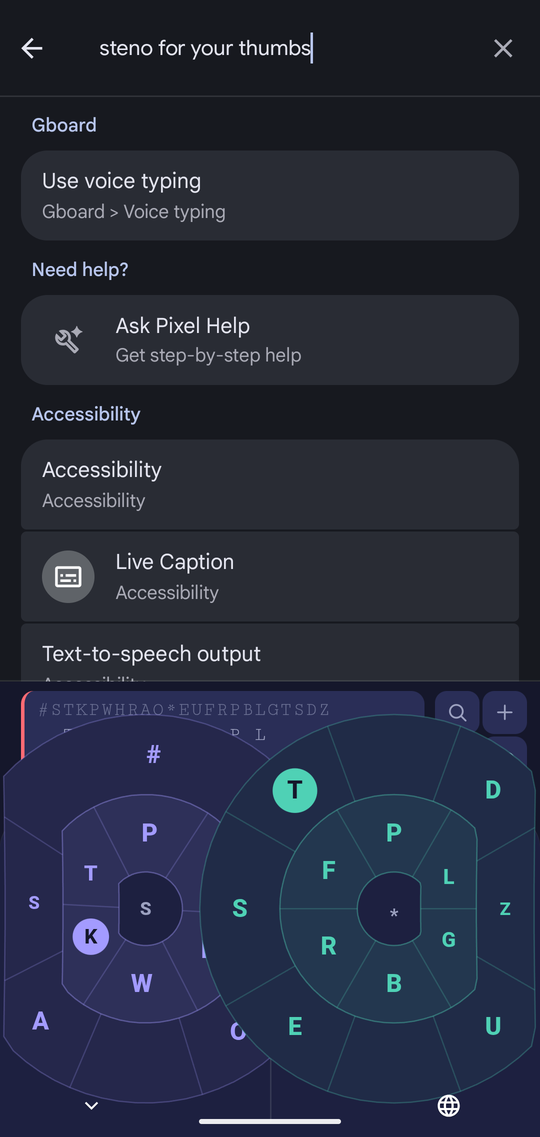 steno for your thumbs
Gboard
Use voice typing
Gboard > Voice typing
Need help?
Ask Pixel Help
Get step-by-step help
Accessibility
Accessibility
Accessibility
Live Caption
Accessibility
Text-to-speech output
Accessibility
#STKPWHRAO*EUFRPBLGTSDZ
L
#
T
D
P
P
T
F
L
S
S
S
*
Z
K
R
G
W
B
A
O
E
U